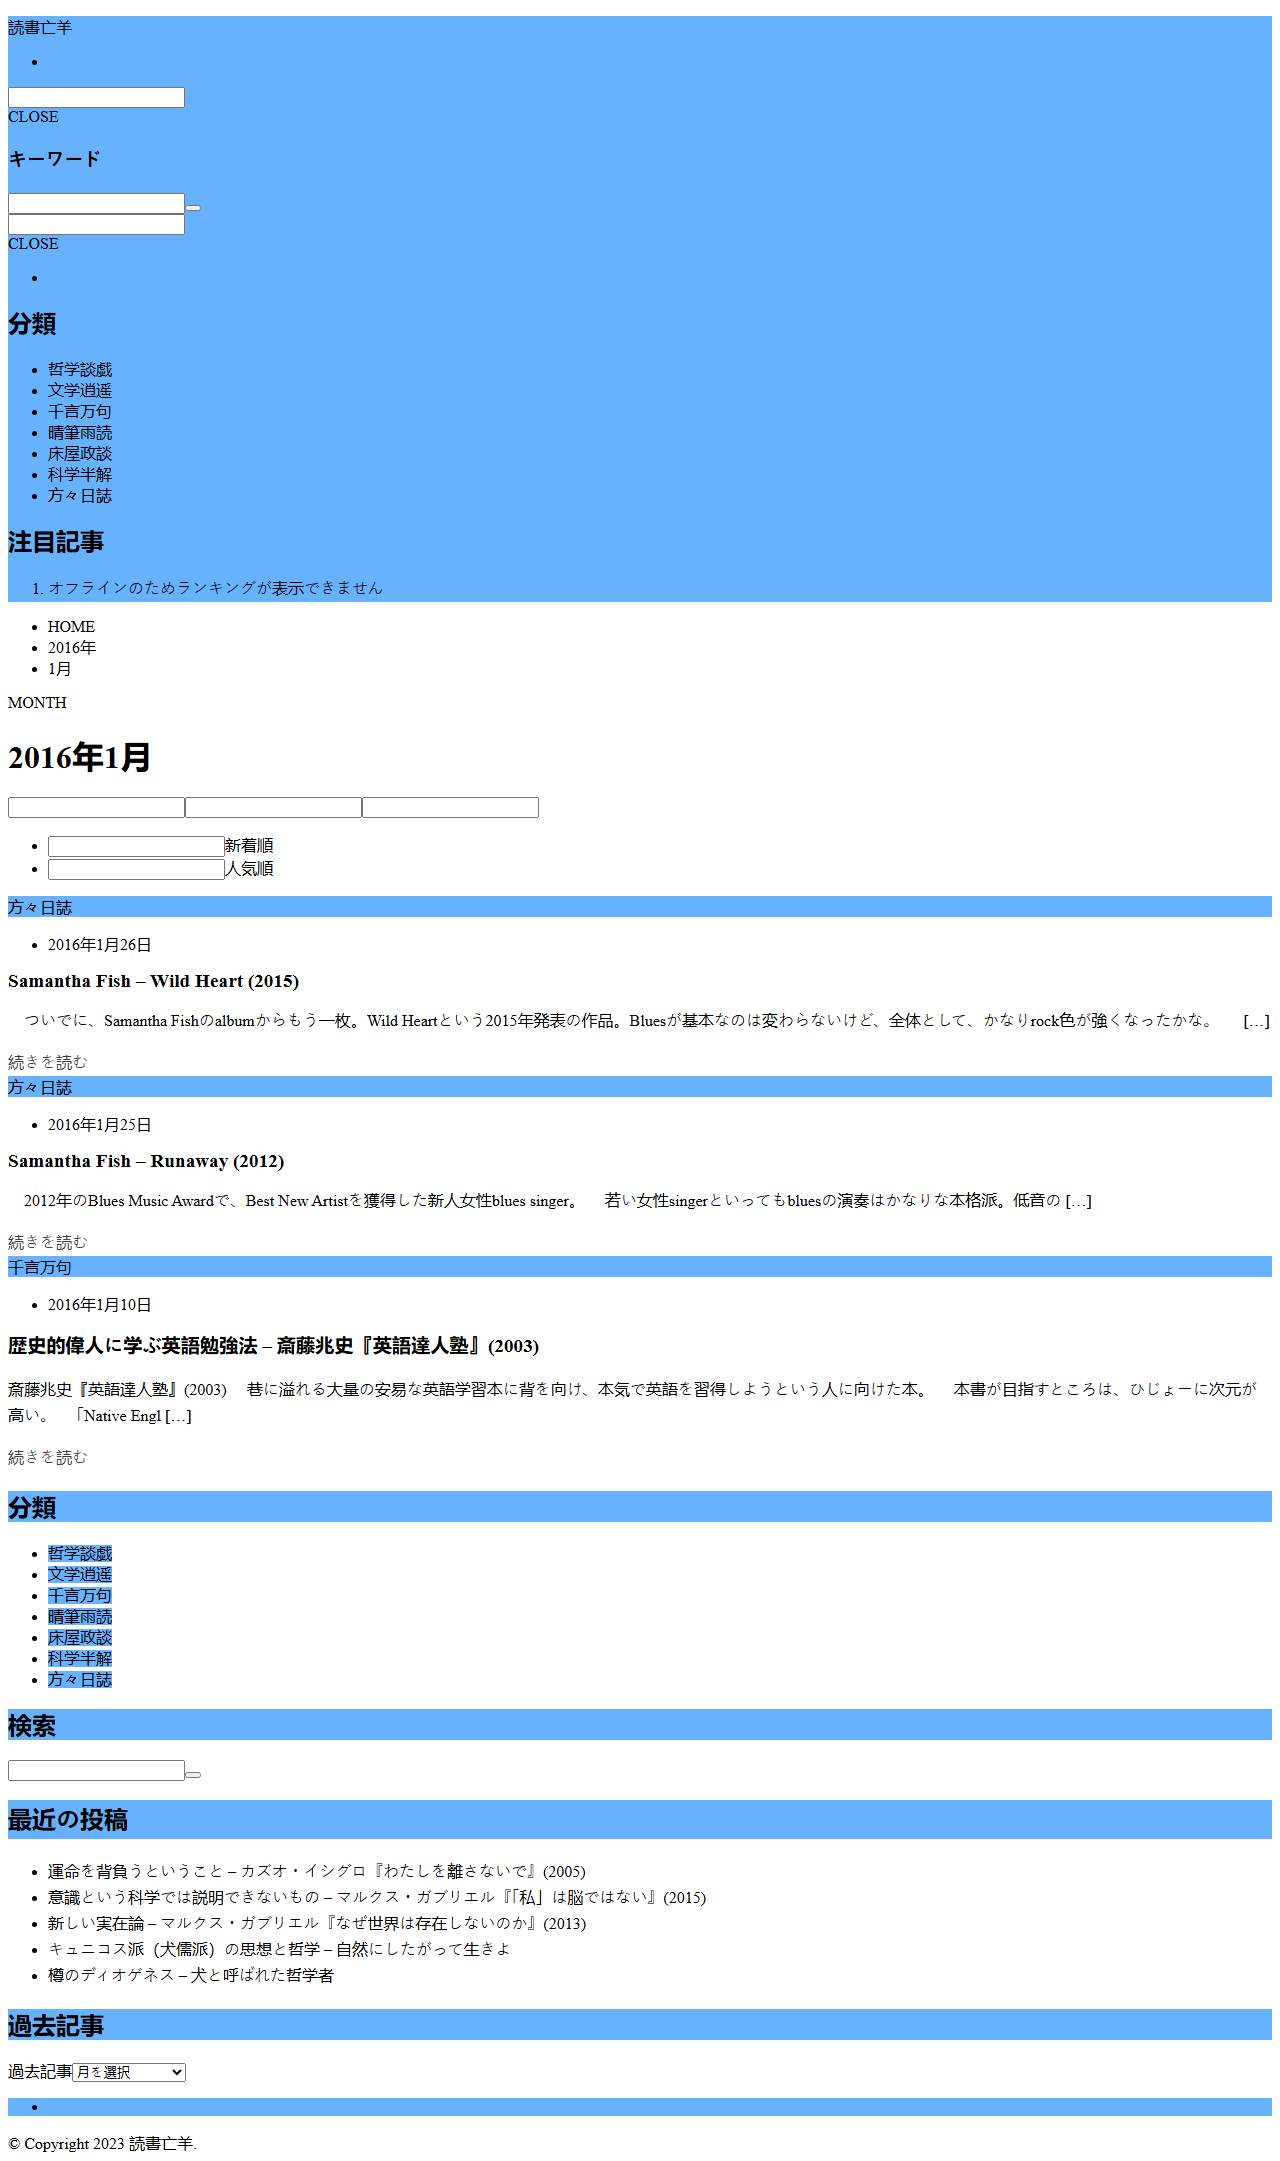 読書亡羊
CLOSE
キーワード
CLOSE
分類
哲学談戯
文学逍遥
千言万句
晴筆雨読
床屋政談
科学半解
方々日誌
注目記事
1. オフラインのためランキングが表示できません
HOME
2016年
1月
MONTH
2016年1月
新着順
人気順
方々日誌
2016年1月26日
Samantha Fish – Wild Heart (2015)
ついでに、Samantha Fishのalbumからもう一枚。Wild Heartという2015年発表の作品。Bluesが基本なのは変わらないけど、全体として、かなりrock色が強くなったかな。　 […]
続きを読む
方々日誌
2016年1月25日
Samantha Fish – Runaway (2012)
2012年のBlues Music Awardで、Best New Artistを獲得した新人女性blues singer。　若い女性singerといってもbluesの演奏はかなりな本格派。低音の […]
続きを読む
千言万句
2016年1月10日
歴史的偉人に学ぶ英語勉強法 – 斎藤兆史『英語達人塾』(2003)
斎藤兆史『英語達人塾』(2003)　巷に溢れる大量の安易な英語学習本に背を向け、本気で英語を習得しようという人に向けた本。　本書が目指すところは、ひじょーに次元が
高い。　「Native Engl […]
続きを読む
分類
哲学談戯
文学逍遥
千言万句
晴筆雨読
床屋政談
科学半解
方々日誌
検索
最近の投稿
運命を背負うということ – カズオ・イシグロ『わたしを離さないで』(2005)
意識という科学では説明できないもの – マルクス・ガブリエル『「私」は脳ではない』(2015)
新しい実在論 – マルクス・ガブリエル『なぜ世界は存在しないのか』(2013)
キュニコス派（犬儒派）の思想と哲学 – 自然にしたがって生きよ
樽のディオゲネス – 犬と呼ばれた哲学者
過去記事
過去記事 月を選択
© Copyright 2023 読書亡羊.